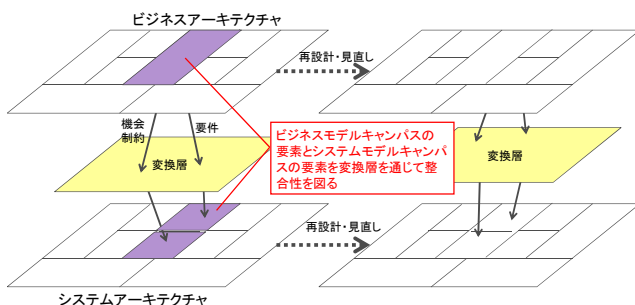 ビジネスアーキテクチャ
再設計・見直し
機会
制約
要件
変換層
ビジネスモデルキャンパスの
要素とシステムモデルキャンパ
スの要素を変換層を通じて整
合性を図る
変換層
再設計・見直し
システムアーキテクチャ